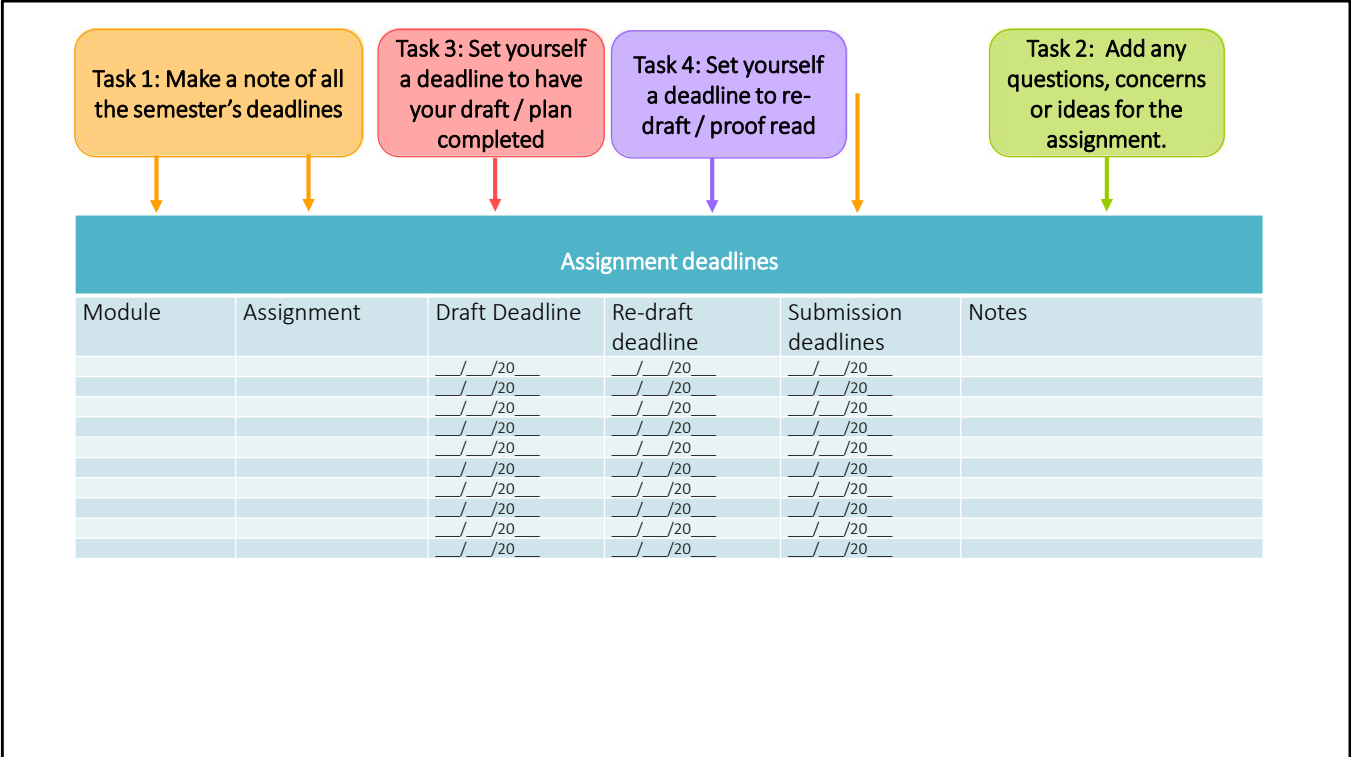 Task 1: Make a note of all
the semester’s deadlines
Task 3: Set yourself
a deadline to have
your draft / plan
completed
Task 4: Set yourself
a deadline to re-
draft / proof read
Task 2:  Add any
questions, concerns
or ideas for the
assignment.
Assignment deadlines
Module Assignment Draft Deadline Re-draft
deadline Submission
deadlines Notes
___/___/20___ ___/___/20___ ___/___/20___
___/___/20___ ___/___/20___ ___/___/20___
___/___/20___ ___/___/20___ ___/___/20___
___/___/20___ ___/___/20___ ___/___/20___
___/___/20___ ___/___/20___ ___/___/20___
___/___/20___ ___/___/20___ ___/___/20___
___/___/20___ ___/___/20___ ___/___/20___
___/___/20___ ___/___/20___ ___/___/20___
___/___/20___ ___/___/20___ ___/___/20___
___/___/20___ ___/___/20___ ___/___/20___